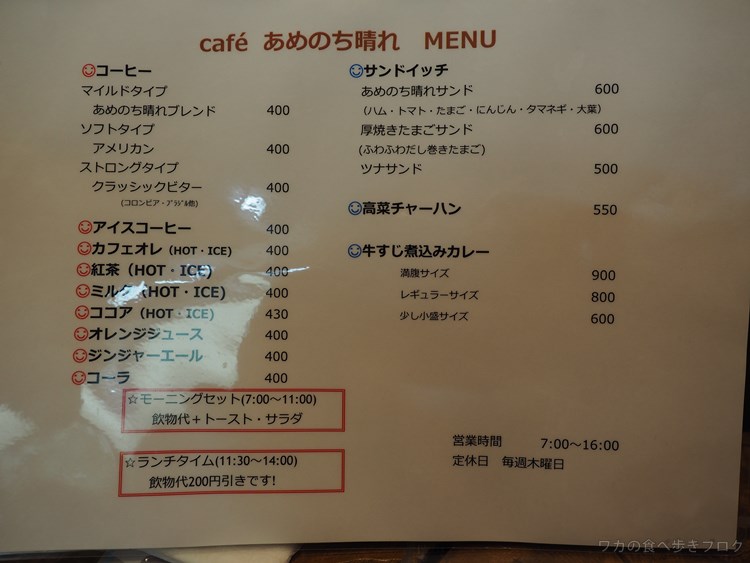 café あめのち晴れ MENU
コーヒー
マイルドタイプ
あめのち晴れブレンド 400
ソフトタイプ
アメリカン 400
ストロングタイプ
クラッシックビター 400
(コロンビア・ﾌﾞﾗｼﾞﾙ他)
アイスコーヒー 400
カフェオレ (HOT・ICE) 400
紅茶 (HOT・ICE) 400
ミルク (HOT・ICE) 400
ココア (HOT・ICE) 430
オレンジジュース 400
ジンジャーエール 400
コーラ 400
☆モーニングセット(7:00～11:00)
飲物代＋トースト・サラダ
☆ランチタイム(11:30～14:00)
飲物代200円引きです!
サンドイッチ
あめのち晴れサンド 600
(ハム・トマト・たまご・にんじん・タマネギ・大葉)
厚焼きたまごサンド 600
(ふわふわだし巻きたまご)
ツナサンド 500
高菜チャーハン 550
牛すじ煮込みカレー
満腹サイズ 900
レギュラーサイズ 800
少し小盛サイズ 600
営業時間 7:00～16:00
定休日 毎週木曜日
ワカの食べ歩きブログ